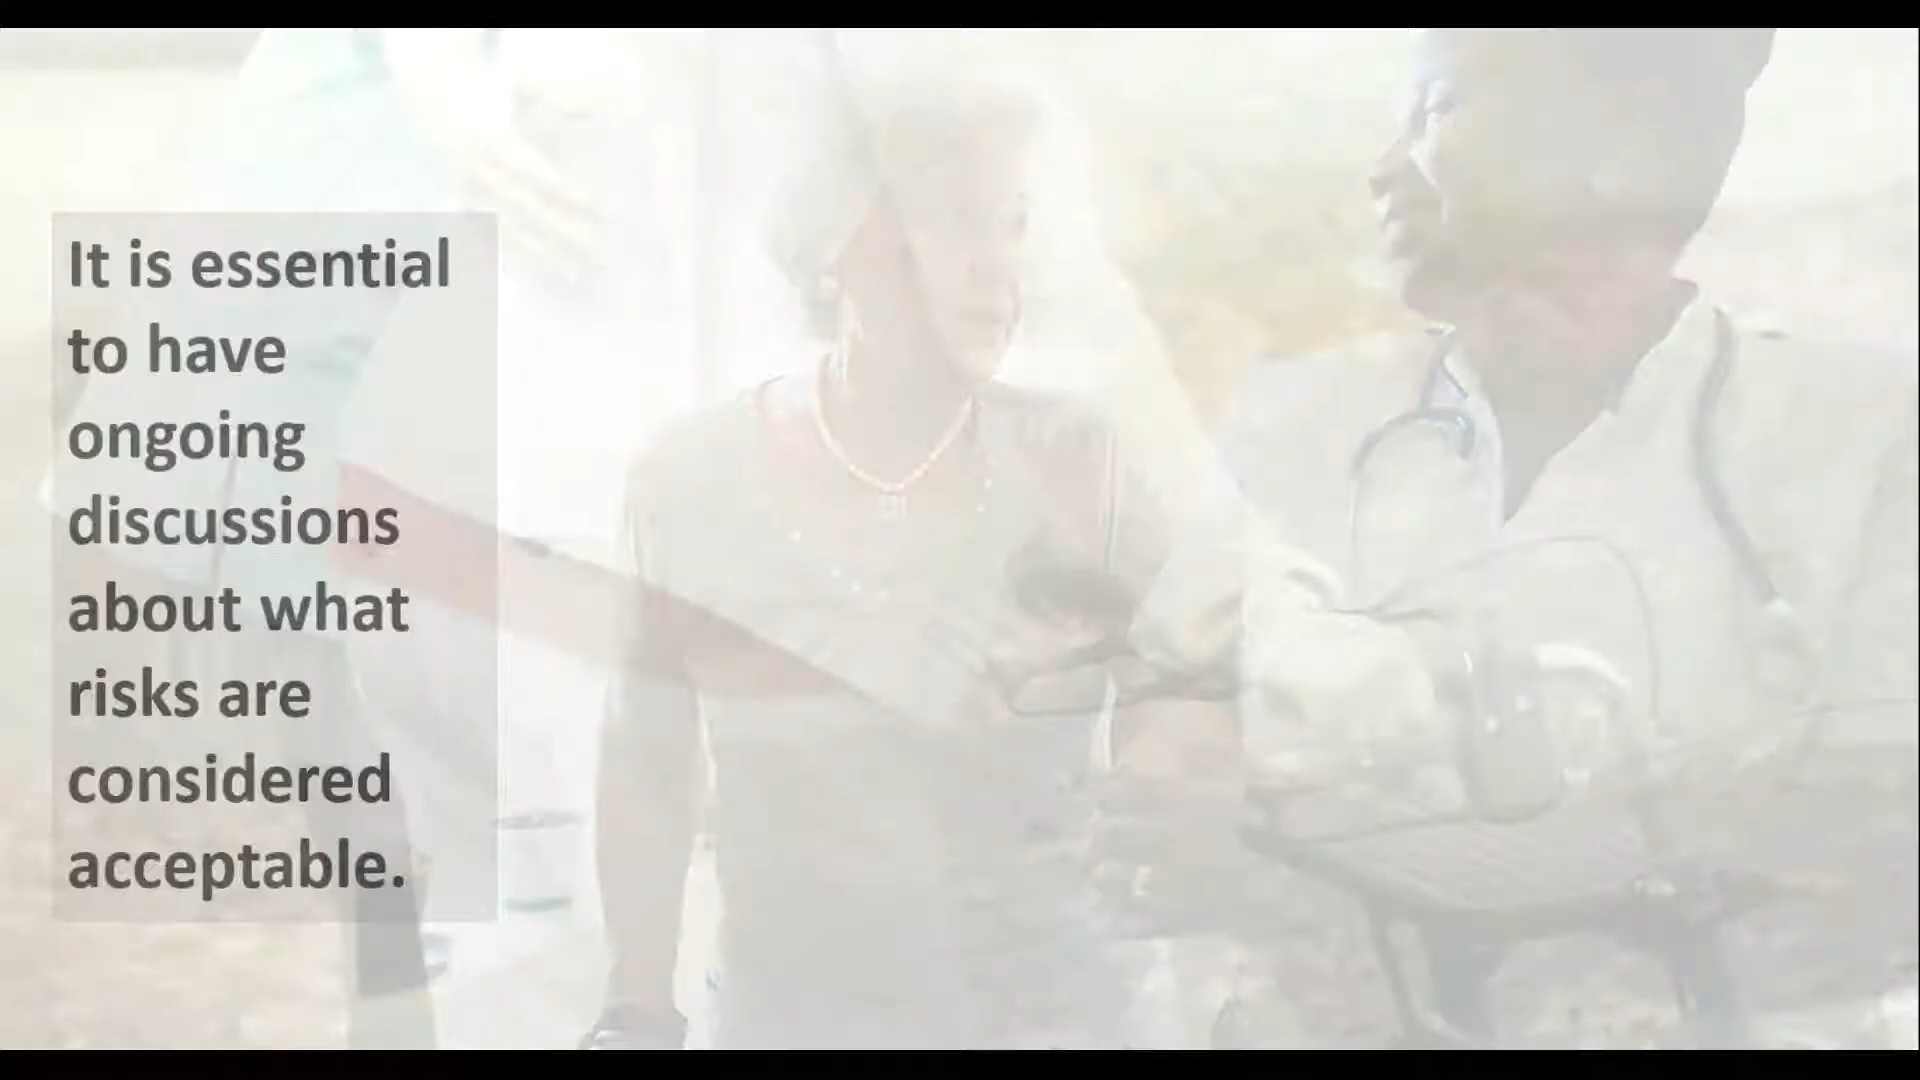 It is essential
to have
ongoing
discussions
about what
risks are
considered
acceptable.